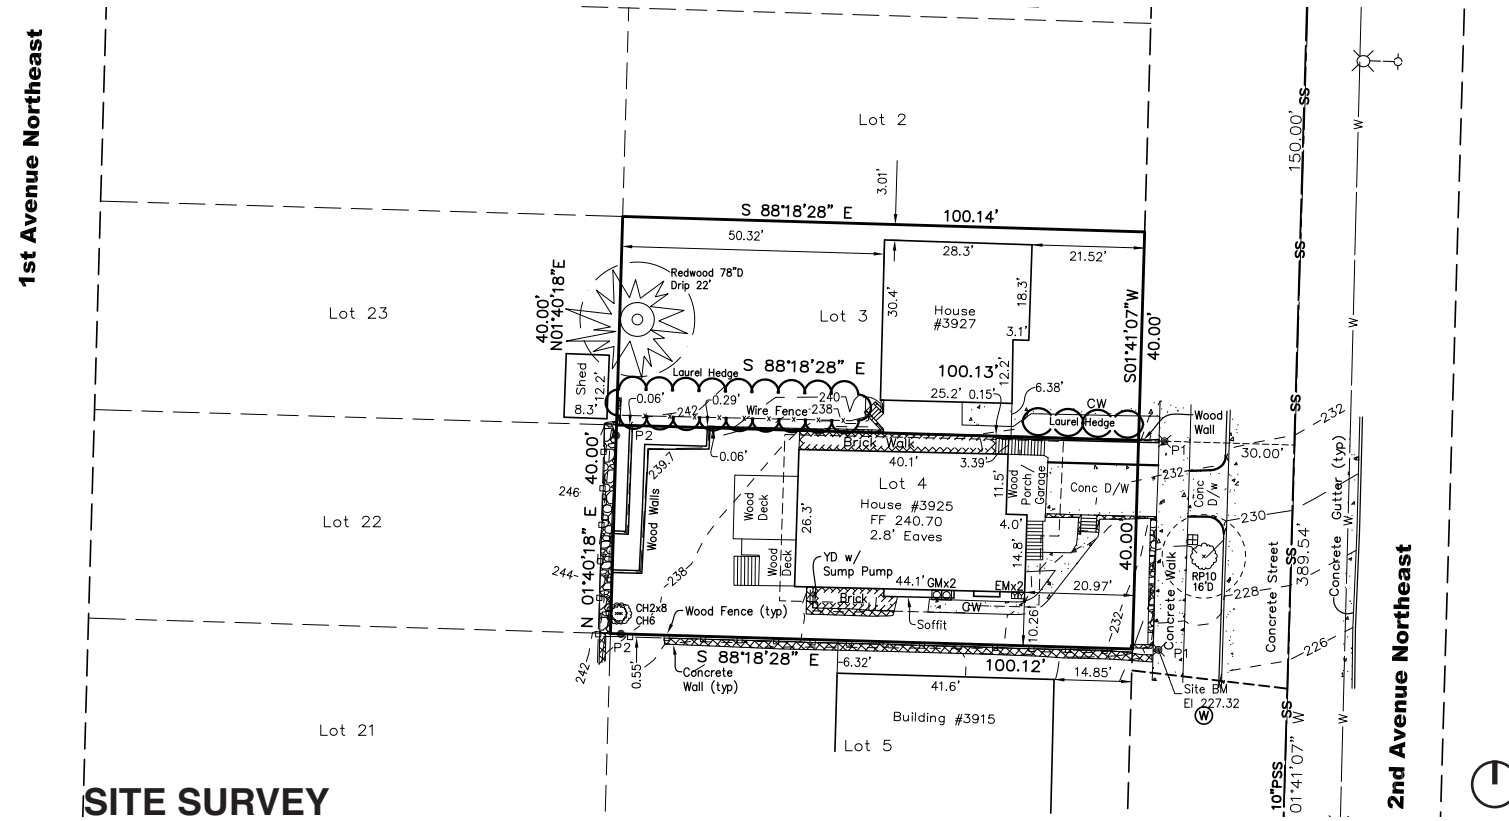 1st Avenue Northeast
Lot 2
3.01'
S 88°18'28" E
100.14'
50.32'
28.3'
21.52'
Redwood 78"D
Drip 22'
Lot 23
40.00'
N01°40'18"E
Lot 3
30.4'
House
#3927
18.3'
3.1'
12.2'
S01°41'07"W
40.00'
150.00'
SS
SS
SS
SS
SS
W
W
W
W
Shed
12.2'
8.3'
Laurel Hedge
S 88°18'28" E
100.13'
25.2'
0.15'
6.38'
0.06'
0.29'
242
Wire Fence
240
238
CW
Laurel Hedge
Wood
Wall
232
P2
P1
0.06'
Brick Walk
40.1'
3.39'
30.00'
Lot 22
246
244
242
N 01°40'18" E
40.00'
239.7
Wood Walls
238
Wood
Deck
Wood
Deck
26.3'
Lot 4
House #3925
FF 240.70
2.8' Eaves
11.5'
Wood
Porch/
Garage
Conc D/W
232
Conc
D/w
4.0'
14.8'
230
YD w/
Sump Pump
44.1'
GMx2
EMx2
20.97'
40.00'
Concrete Walk
RP10
16"D
228
Concrete Street
389.54'
Concrete Gutter (typ)
Brick
CW
Soffit
10.26'
232
226
CH2x8
CH6
Wood Fence (typ)
P2
P1
0.55'
S 88°18'28" E
100.12'
Concrete
Wall (typ)
6.32'
41.6'
14.85'
Site BM
El 227.32
W
Building #3915
Lot 5
Lot 21
10"PSS
01°41'07" W
2nd Avenue Northeast
SITE SURVEY